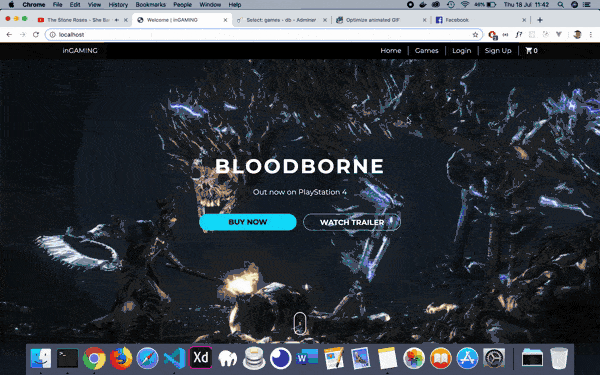 Chrome File Edit View History Bookmarks People Window Help 46% Thu 18 Jul 11:42
The Stone Roses - She Ba
Welcome | inGAMING
Select: games - db - Adminer
Optimize animated GIF
Facebook
localhost
inGAMING
Home
Games
Login
Sign Up
0
BLOODBORNE
Out now on PlayStation 4
BUY NOW
WATCH TRAILER
Xd